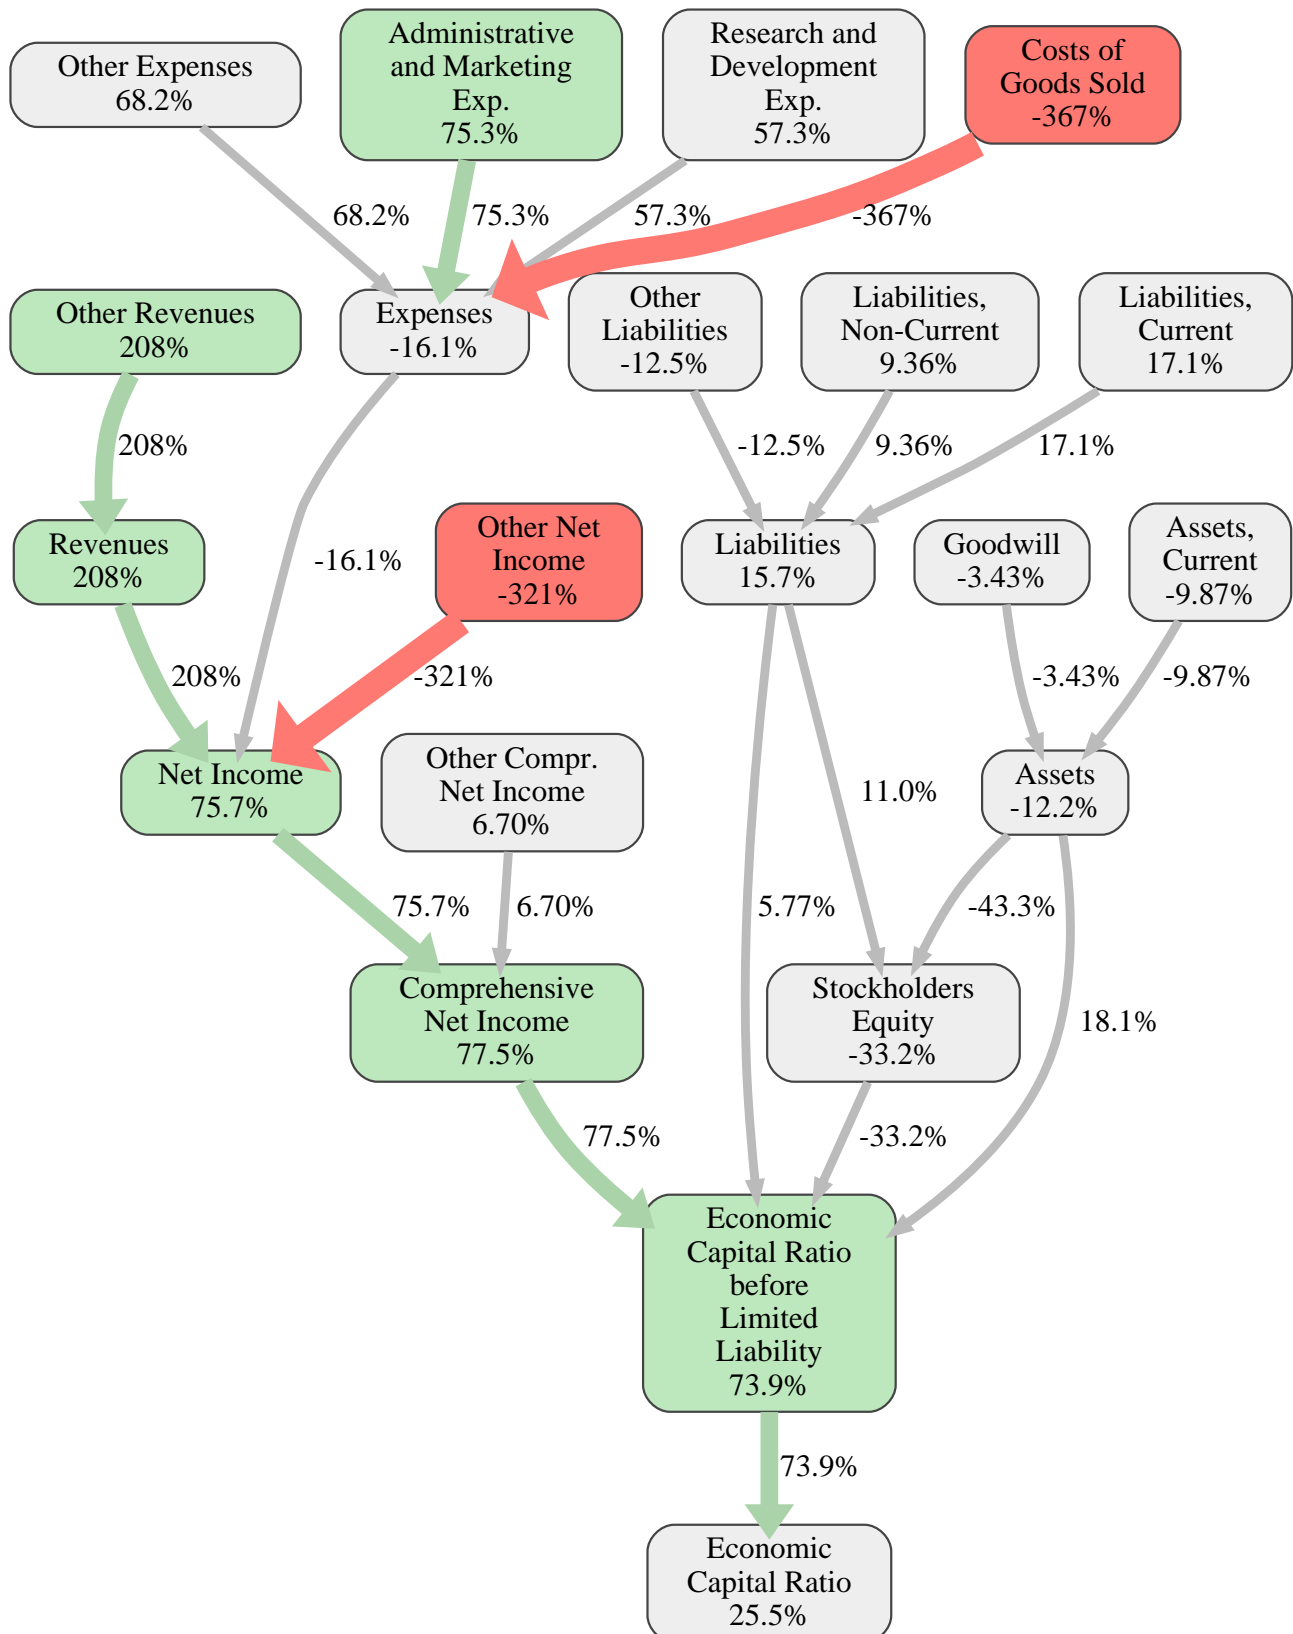 Other Expenses
68.2%
Administrative
and Marketing
Exp.
75.3%
Research and
Development
Exp.
57.3%
Costs of
Goods Sold
-367%
68.2%
75.3%
57.3%
-367%
Other Revenues
208%
Expenses
-16.1%
Other
Liabilities
-12.5%
Liabilities,
Non-Current
9.36%
Liabilities,
Current
17.1%
208%
-12.5%
9.36%
17.1%
Revenues
208%
-16.1%
Other Net
Income
-321%
Liabilities
15.7%
Goodwill
-3.43%
Assets,
Current
-9.87%
208%
-321%
-3.43%
-9.87%
Net Income
75.7%
Other Compr.
Net Income
6.70%
11.0%
Assets
-12.2%
75.7%
6.70%
5.77%
-43.3%
Comprehensive
Net Income
77.5%
Stockholders
Equity
-33.2%
18.1%
77.5%
-33.2%
Economic
Capital Ratio
before
Limited
Liability
73.9%
73.9%
Economic
Capital Ratio
25.5%